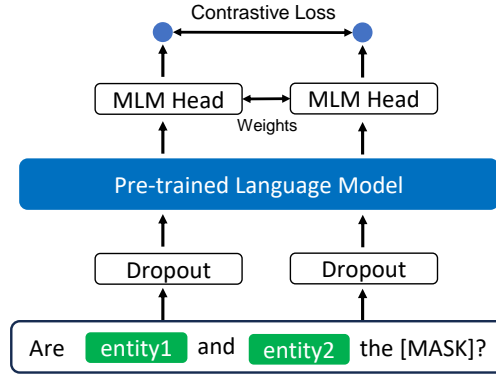 Contrastive Loss
MLM Head
MLM Head
Weights
Pre-trained Language Model
Dropout
Dropout
Are entity1 and entity2 the [MASK]?